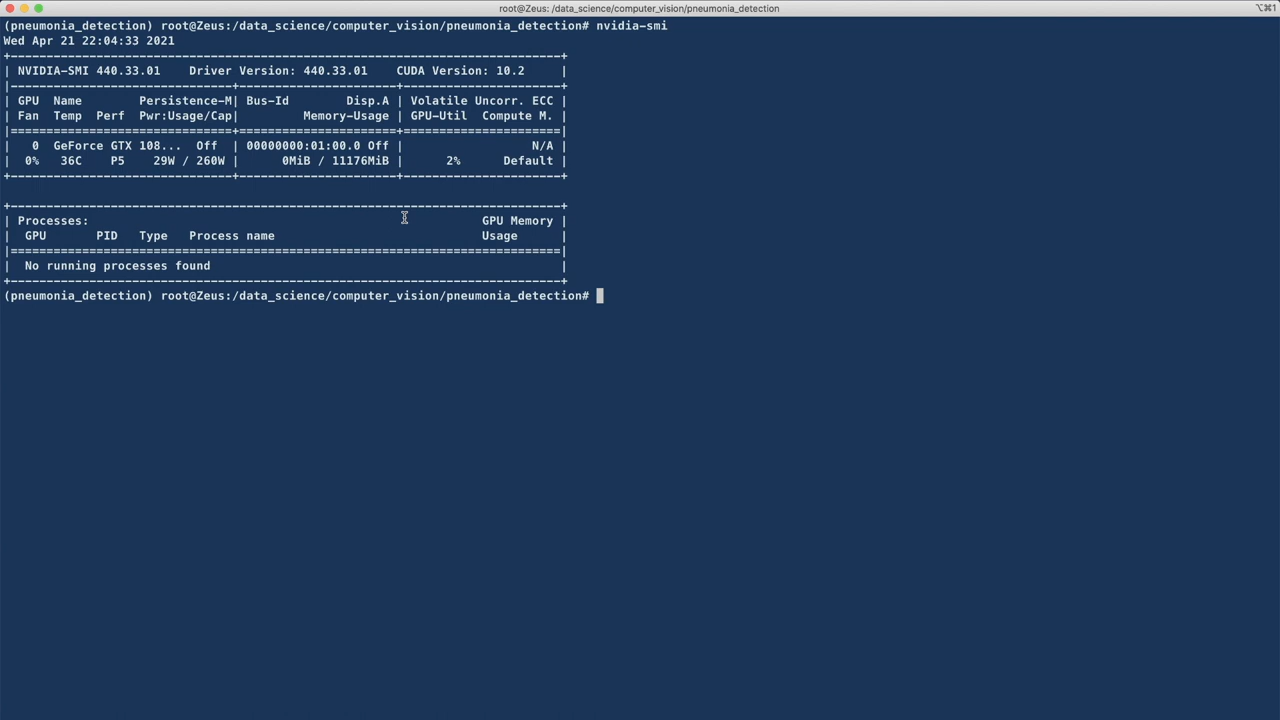 root@Zeus: /data_science/computer_vision/pneumonia_detection
⌥⌘1
(pneumonia_detection) root@Zeus:/data_science/computer_vision/pneumonia_detection# nvidia-smi
Wed Apr 21 22:04:33 2021
+-----------------------------------------------------------------------------+
| NVIDIA-SMI 440.33.01    Driver Version: 440.33.01    CUDA Version: 10.2     |
|-------------------------------+----------------------+----------------------+
| GPU  Name        Persistence-M| Bus-Id        Disp.A | Volatile Uncorr. ECC |
| Fan  Temp  Perf  Pwr:Usage/Cap|         Memory-Usage | GPU-Util  Compute M. |
|===============================+======================+======================|
|   0  GeForce GTX 108...  Off  | 00000000:01:00.0 Off |                  N/A |
|  0%   36C    P5    29W / 260W |      0MiB / 11176MiB |      2%      Default |
+-------------------------------+----------------------+----------------------+
+-----------------------------------------------------------------------------+
| Processes:                                                       GPU Memory |
|  GPU       PID   Type   Process name                             Usage      |
|=============================================================================|
|  No running processes found                                                 |
+-----------------------------------------------------------------------------+
(pneumonia_detection) root@Zeus:/data_science/computer_vision/pneumonia_detection#